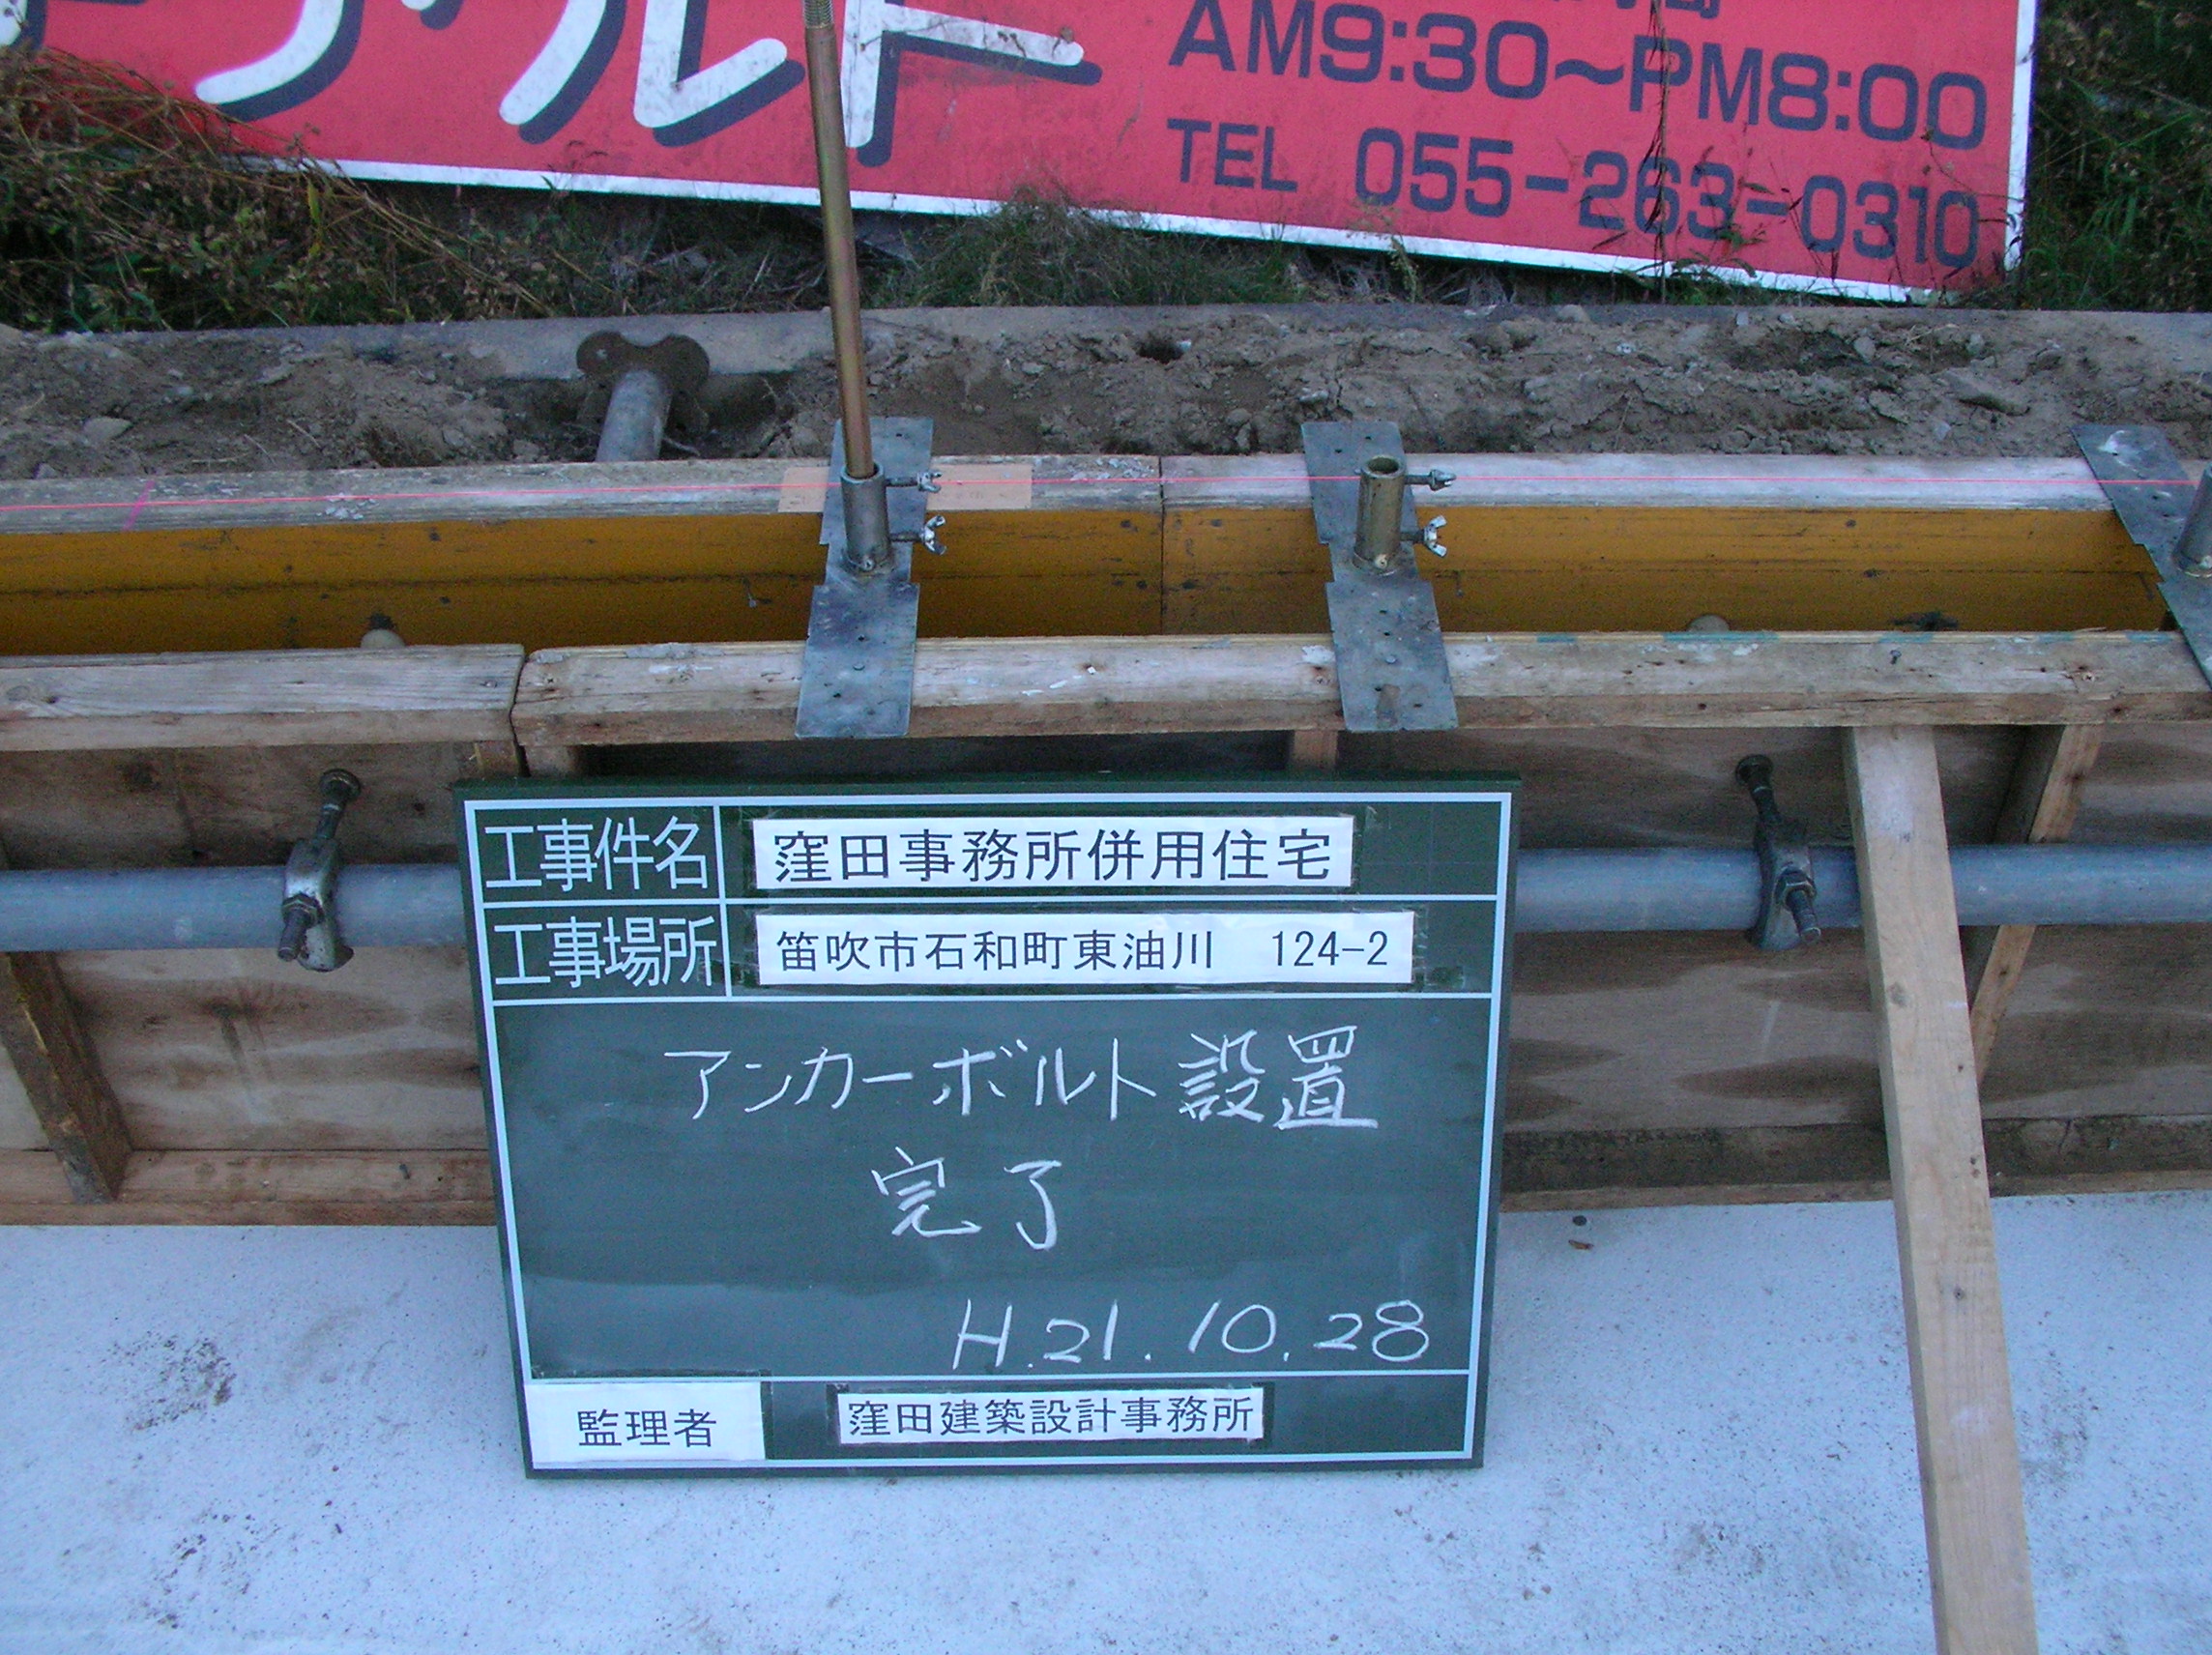 AM9:30~PM8:00
TEL 055-263-0310
工事件名 窪田事務所併用住宅
工事場所 笛吹市石和町東油川 124-2
アンカーボルト設置
完了
H.21.10.28
監理者 窪田建築設計事務所